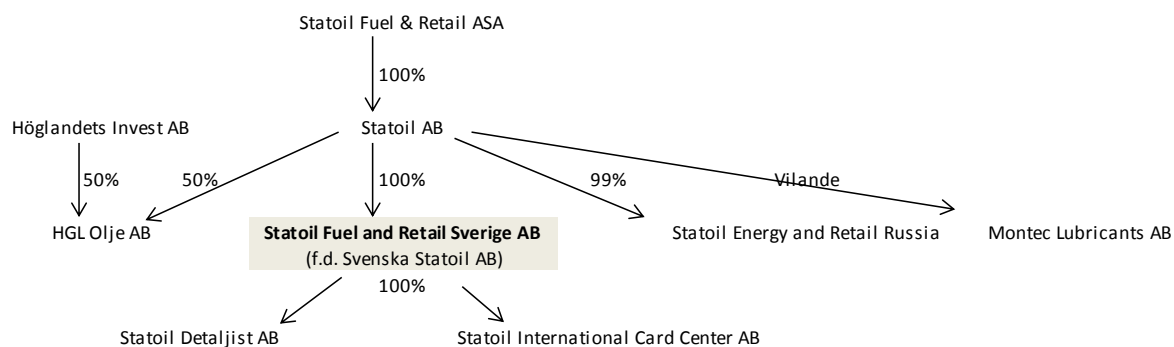 Statoil Fuel & Retail ASA
100%
Höglandets Invest AB
Statoil AB
50%
50%
100%
99%
Vilande
HGL Olje AB
Statoil Fuel and Retail Sverige AB
(f.d. Svenska Statoil AB)
Statoil Energy and Retail Russia
Montec Lubricants AB
100%
Statoil Detaljist AB
Statoil International Card Center AB